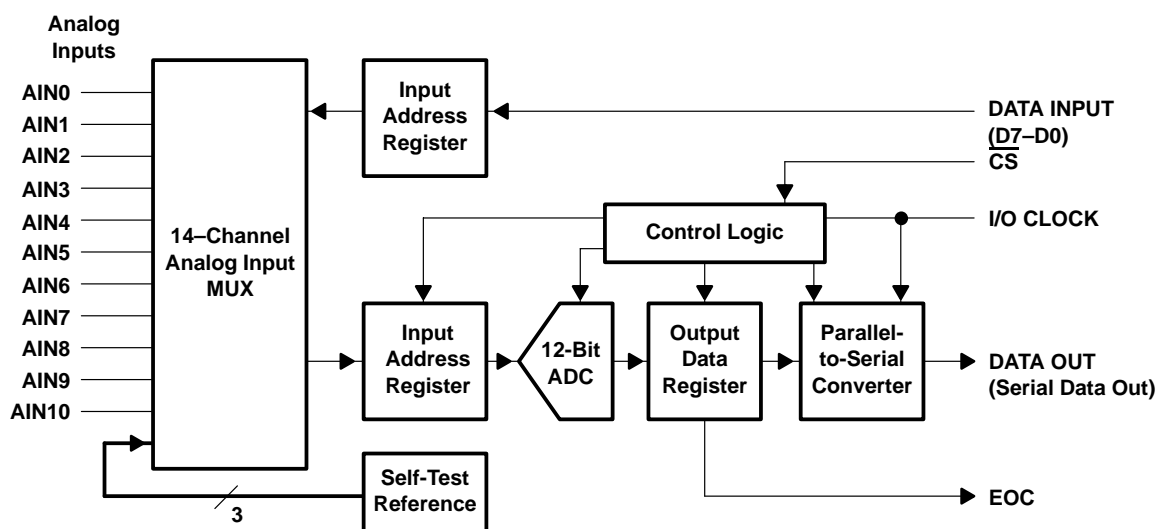 Analog
Inputs
AIN0
AIN1
AIN2
AIN3
AIN4
AIN5
AIN6
AIN7
AIN8
AIN9
AIN10
14–Channel
Analog Input
MUX
Input
Address
Register
DATA INPUT
(D7–D0)
CS
Control Logic
I/O CLOCK
Input
Address
Register
12-Bit
ADC
Output
Data
Register
Parallel-
to-Serial
Converter
DATA OUT
(Serial Data Out)
Self-Test
Reference
3
EOC